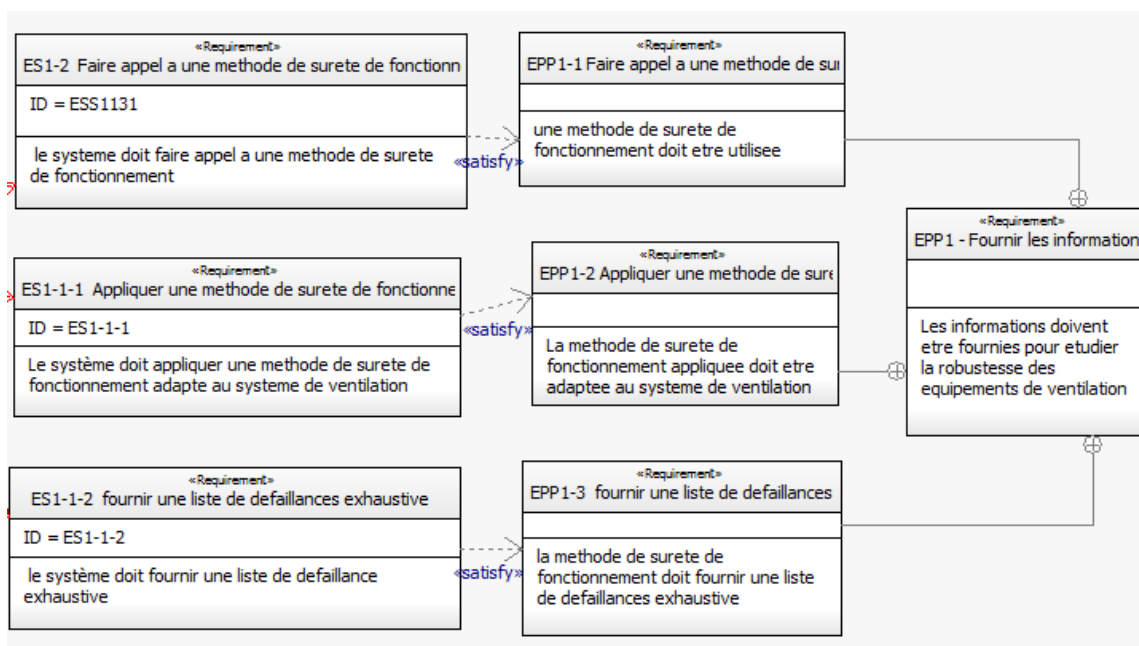 «Requirement»
ES1-2 Faire appel a une methode de surete de fonctionn
ID = ESS1131
le systeme doit faire appel a une methode de surete
de fonctionnement
«satisfy»
«Requirement»
EPP1-1 Faire appel a une methode de sur
une methode de surete de
fonctionnement doit etre utilisee
«Requirement»
ES1-1-1 Appliquer une methode de surete de fonctionne
ID = ES1-1-1
Le système doit appliquer une methode de surete de
fonctionnement adapte au systeme de ventilation
«satisfy»
«Requirement»
EPP1-2 Appliquer une methode de sure
La methode de surete de
fonctionnement appliquee doit etre
adaptee au systeme de ventilation
«Requirement»
ES1-1-2 fournir une liste de defaillances exhaustive
ID = ES1-1-2
le système doit fournir une liste de defaillance
exhaustive
«satisfy»
«Requirement»
EPP1-3 fournir une liste de defaillances
la methode de surete de
fonctionnement doit fournir une liste
de defaillances exhaustive
«Requirement»
EPP1 - Fournir les information
Les informations doivent
etre fournies pour etudier
la robustesse des
equipements de ventilation